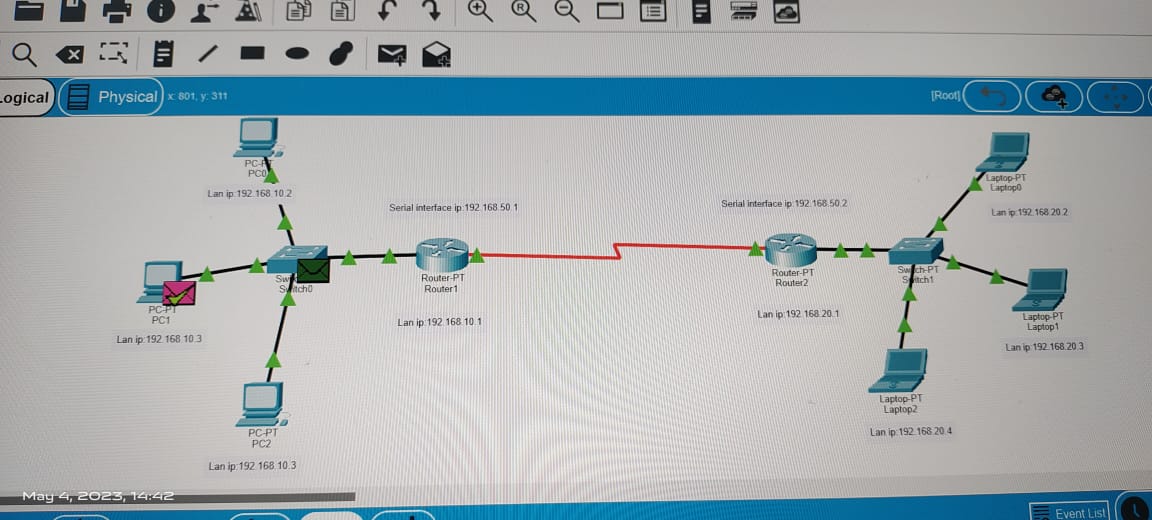 Logical
Physical
x: 801, y: 311
[Root]
PC-PT
PC0
Lan ip:192.168.10.2
Serial interface ip:192.168.50.1
Serial interface ip:192.168.50.2
Laptop-PT
Laptop0
Lan ip:192.168.20.2
Switch0
Router-PT
Router1
Router-PT
Router2
Switch-PT
Switch1
PC-PT
PC1
Lan ip:192.168.10.3
Lan ip:192.168.10.1
Lan ip:192.168.20.1
Laptop-PT
Laptop1
Lan ip:192.168.20.3
PC-PT
PC2
Lan ip:192.168.10.3
Laptop-PT
Laptop2
Lan ip:192.168.20.4
May 4, 2023, 14:42
Event List